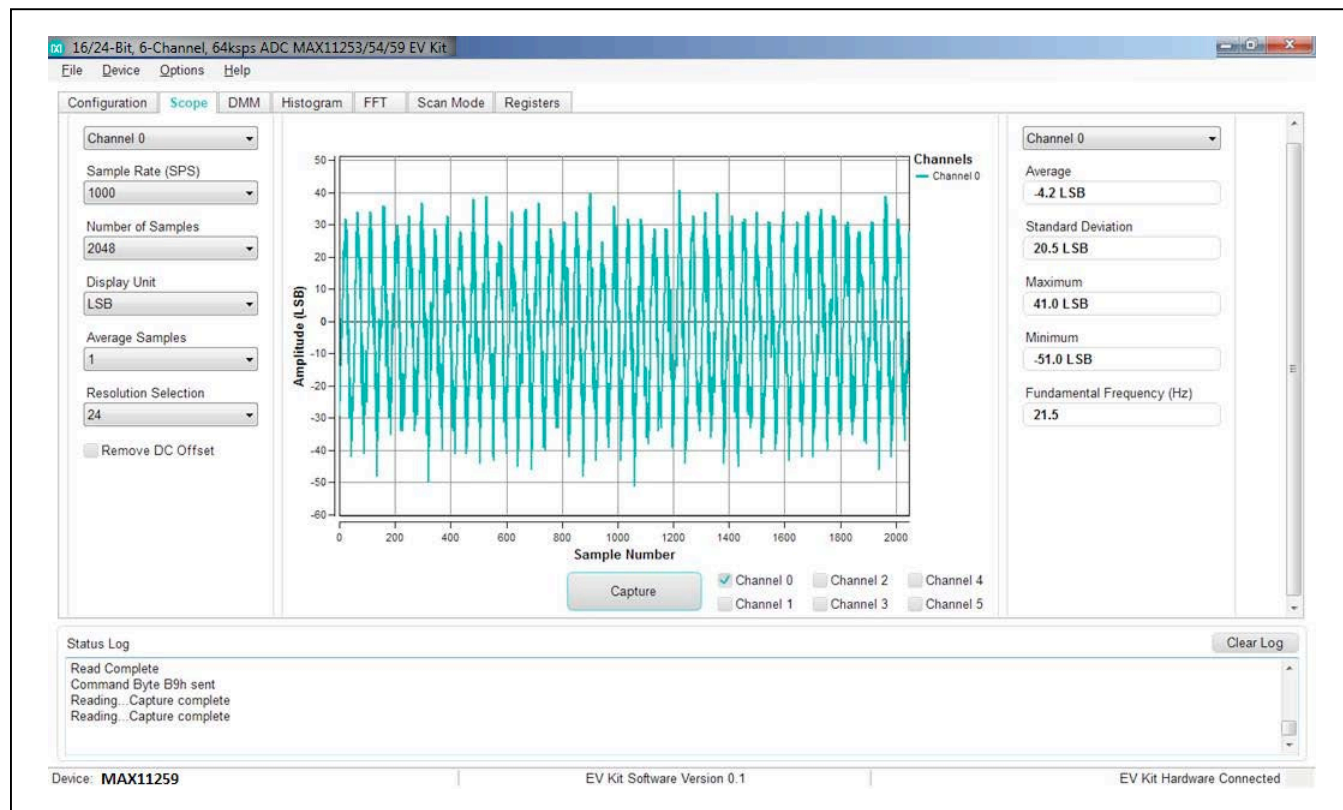 16/24-Bit, 6-Channel, 64ksps ADC MAX11253/54/59 EV Kit
File Device Options Help
Configuration Scope DMM Histogram FFT Scan Mode Registers
Channel 0
Sample Rate (SPS)
1000
Number of Samples
2048
Display Unit
LSB
Average Samples
1
Resolution Selection
24
Remove DC Offset
Amplitude (LSB)
50
40
30
20
10
0
-10
-20
-30
-40
-50
-60
0 200 400 600 800 1000 1200 1400 1600 1800 2000
Sample Number
Channels
Channel 0
Capture
Channel 0 Channel 2 Channel 4
Channel 1 Channel 3 Channel 5
Channel 0
Average
-4.2 LSB
Standard Deviation
20.5 LSB
Maximum
41.0 LSB
Minimum
-51.0 LSB
Fundamental Frequency (Hz)
21.5
Status Log
Clear Log
Read Complete
Command Byte B9h sent
Reading...Capture complete
Reading...Capture complete
Device: MAX11259
EV Kit Software Version 0.1
EV Kit Hardware Connected